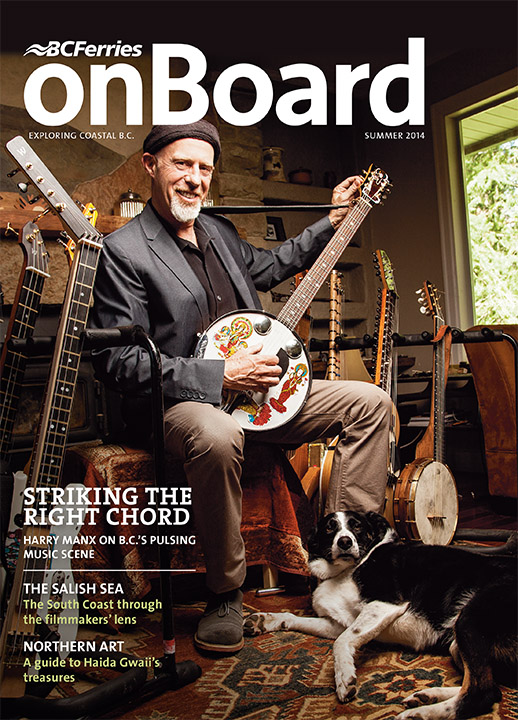 BCFerries
onBoard
EXPLORING COASTAL B.C.
SUMMER 2014
STRIKING THE
RIGHT CHORD
HARRY MANX ON B.C.'S PULSING
MUSIC SCENE
THE SALISH SEA
The South Coast through
the filmmakers' lens
NORTHERN ART
A guide to Haida Gwaii's
treasures